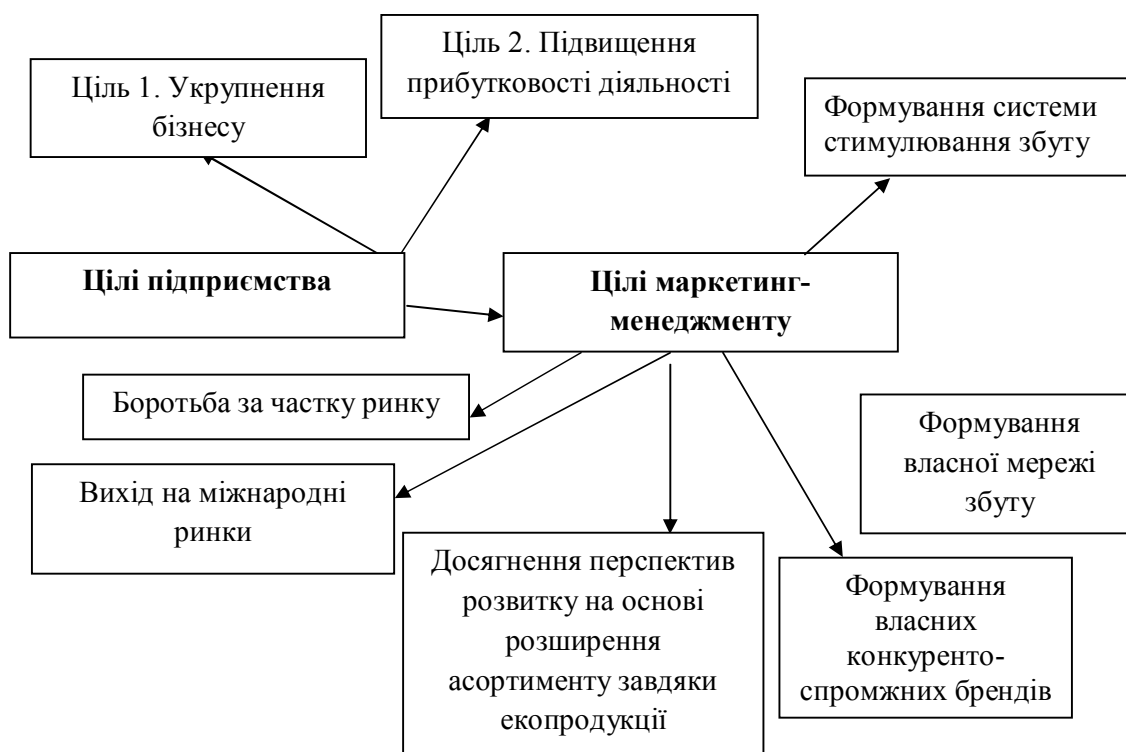 Ціль 1. Укрупнення
бізнесу
Ціль 2. Підвищення
прибутковості діяльності
Формування системи
стимулювання збуту
Цілі підприємства
Цілі маркетинг-
менеджменту
Боротьба за частку ринку
Вихід на міжнародні
ринки
Формування
власної мережі
збуту
Досягнення перспектив
розвитку на основі
розширення
асортименту завдяки
екопродукції
Формування
власних
конкуренто-
спромжних брендів